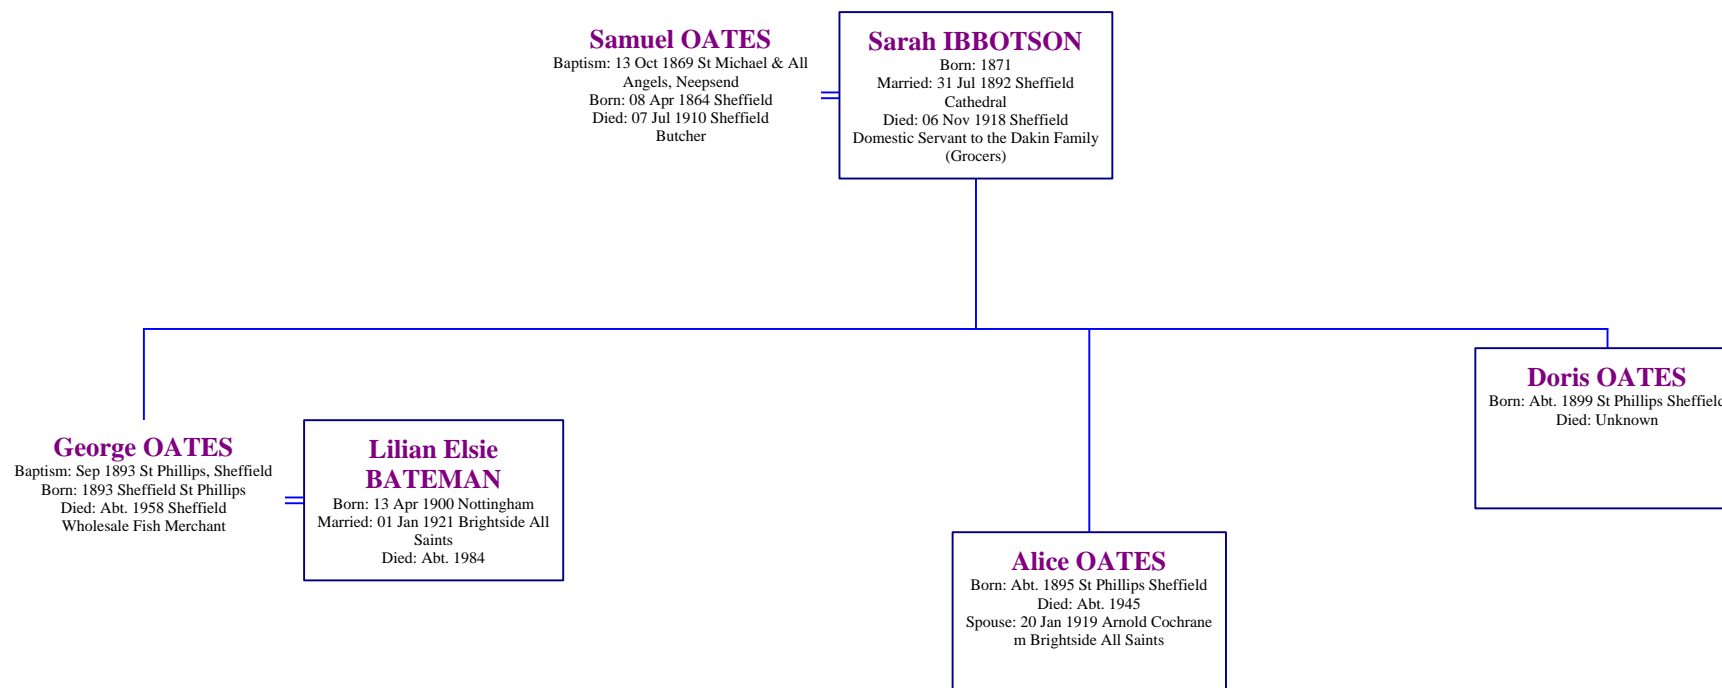 Samuel OATES
Baptism: 13 Oct 1869 St Michael & All
Angels, Neepsend
Born: 08 Apr 1864 Sheffield
Died: 07 Jul 1910 Sheffield
Butcher
Sarah IBBOTSON
Born: 1871
Married: 31 Jul 1892 Sheffield
Cathedral
Died: 06 Nov 1918 Sheffield
Domestic Servant to the Dakin Family
(Grocers)
George OATES
Baptism: Sep 1893 St Phillips, Sheffield
Born: 1893 Sheffield St Phillips
Died: Abt. 1958 Sheffield
Wholesale Fish Merchant
Lilian Elsie
BATEMAN
Born: 13 Apr 1900 Nottingham
Married: 01 Jan 1921 Brightside All
Saints
Died: Abt. 1984
Alice OATES
Born: Abt. 1895 St Phillips Sheffield
Died: Abt. 1945
Spouse: 20 Jan 1919 Arnold Cochrane
m Brightside All Saints
Doris OATES
Born: Abt. 1899 St Phillips Sheffield
Died: Unknown